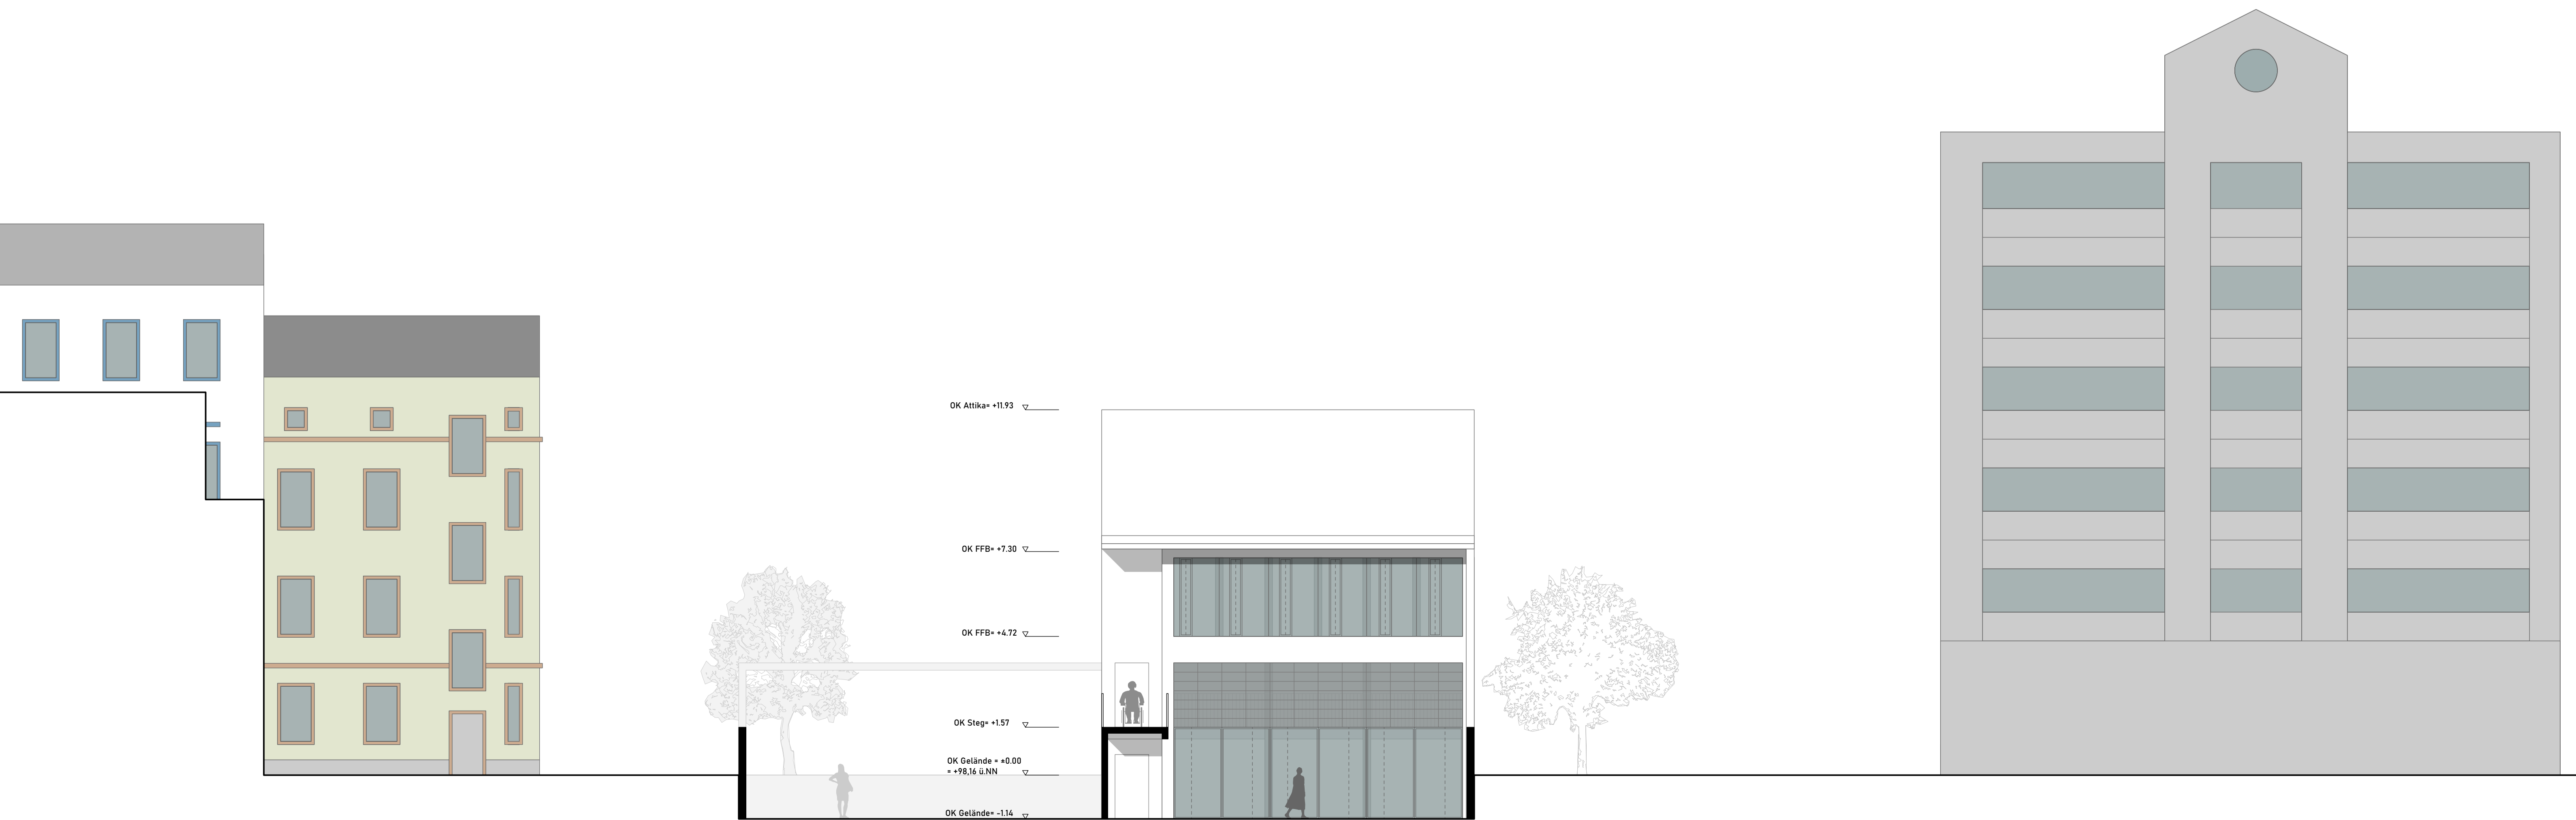 OK Attika= +11.93
OK FFB= +7.30
OK FFB= +4.72
OK Steg= +1.57
OK Gelände = ±0.00
= +98,16 ü.NN
OK Gelände= -1.14